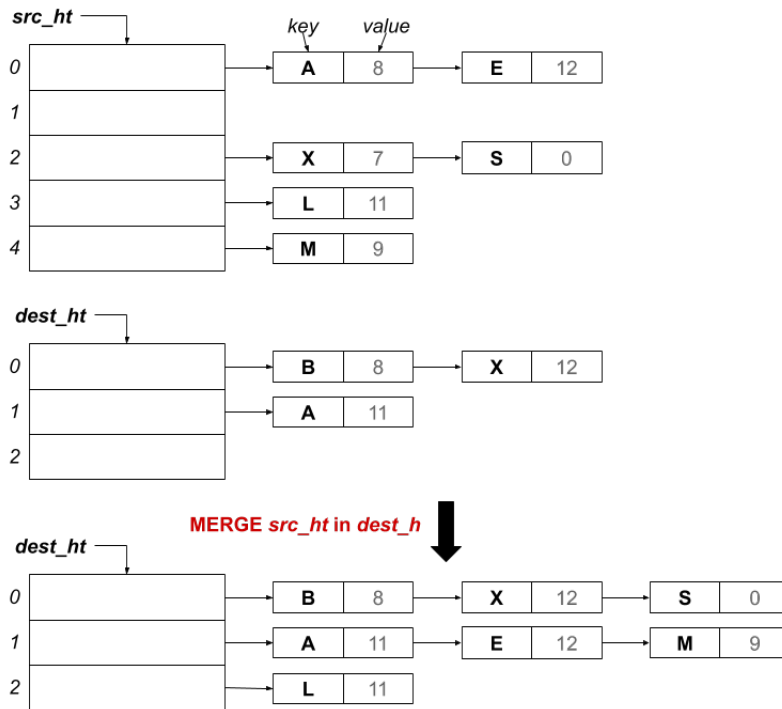 src_ht
key value
0 A 8 E 12
1
2 X 7 S 0
3 L 11
4 M 9
dest_ht
0 B 8 X 12
1 A 11
2
MERGE src_ht in dest_h
dest_ht
0 B 8 X 12 S 0
1 A 11 E 12 M 9
2 L 11